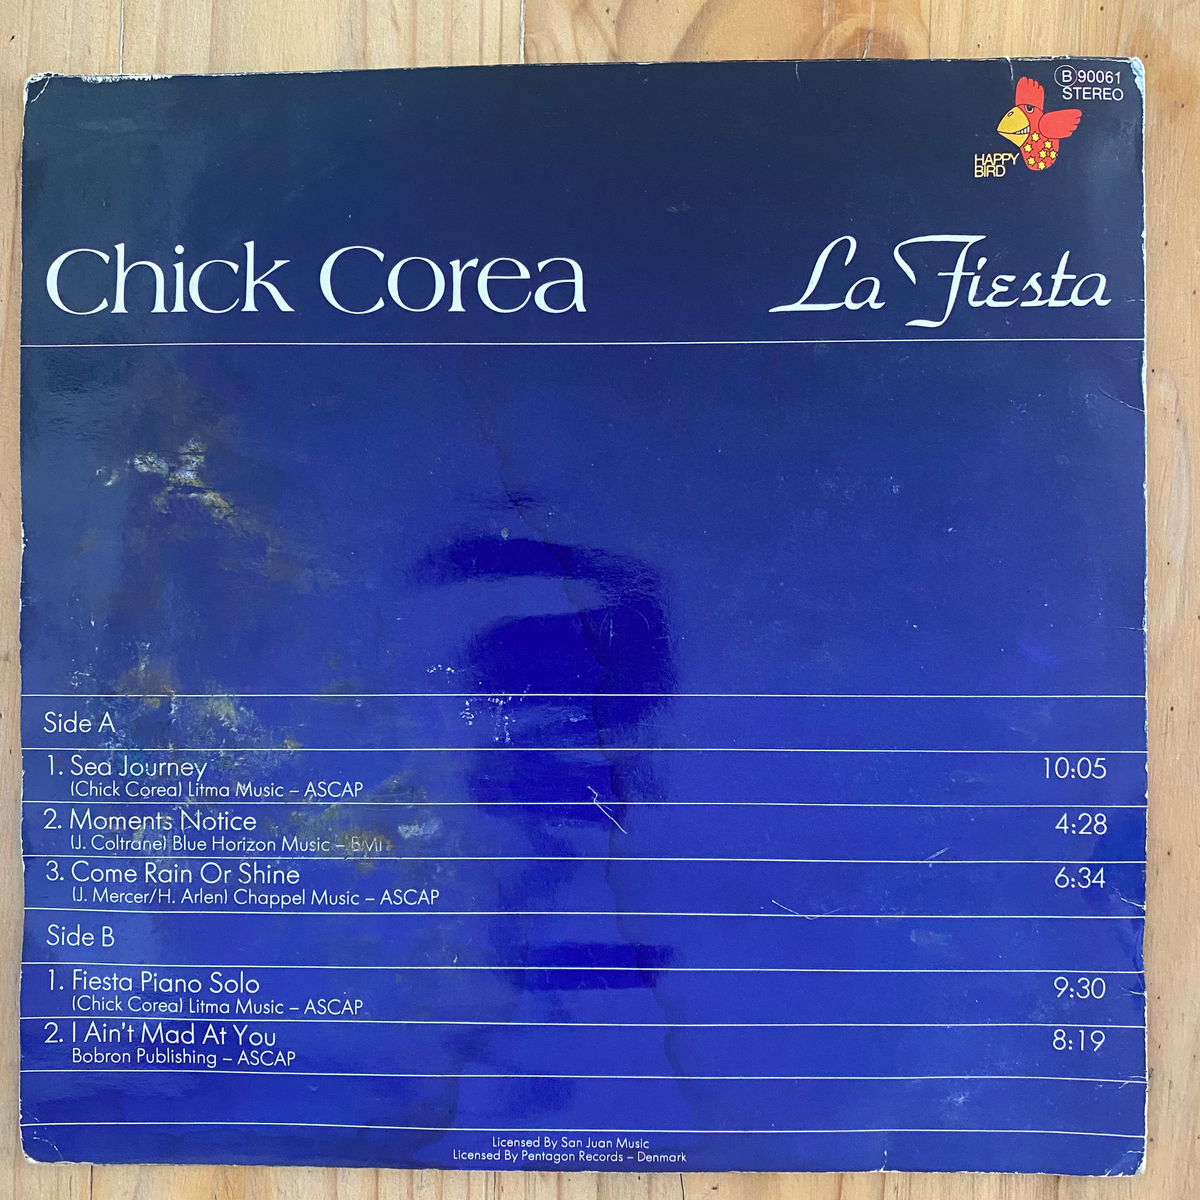 B 90061
STEREO
HAPPY
BIRD
Chick Corea La Fiesta
Side A
1. Sea Journey 10:05
(Chick Corea) Litma Music – ASCAP
2. Moments Notice 4:28
(J. Coltrane) Blue Horizon Music – BMI
3. Come Rain Or Shine 6:34
(J. Mercer/H. Arlen) Chappel Music – ASCAP
Side B
1. Fiesta Piano Solo 9:30
(Chick Corea) Litma Music – ASCAP
2. I Ain't Mad At You 8:19
Bobron Publishing – ASCAP
Licensed By San Juan Music
Licensed By Pentagon Records – Denmark